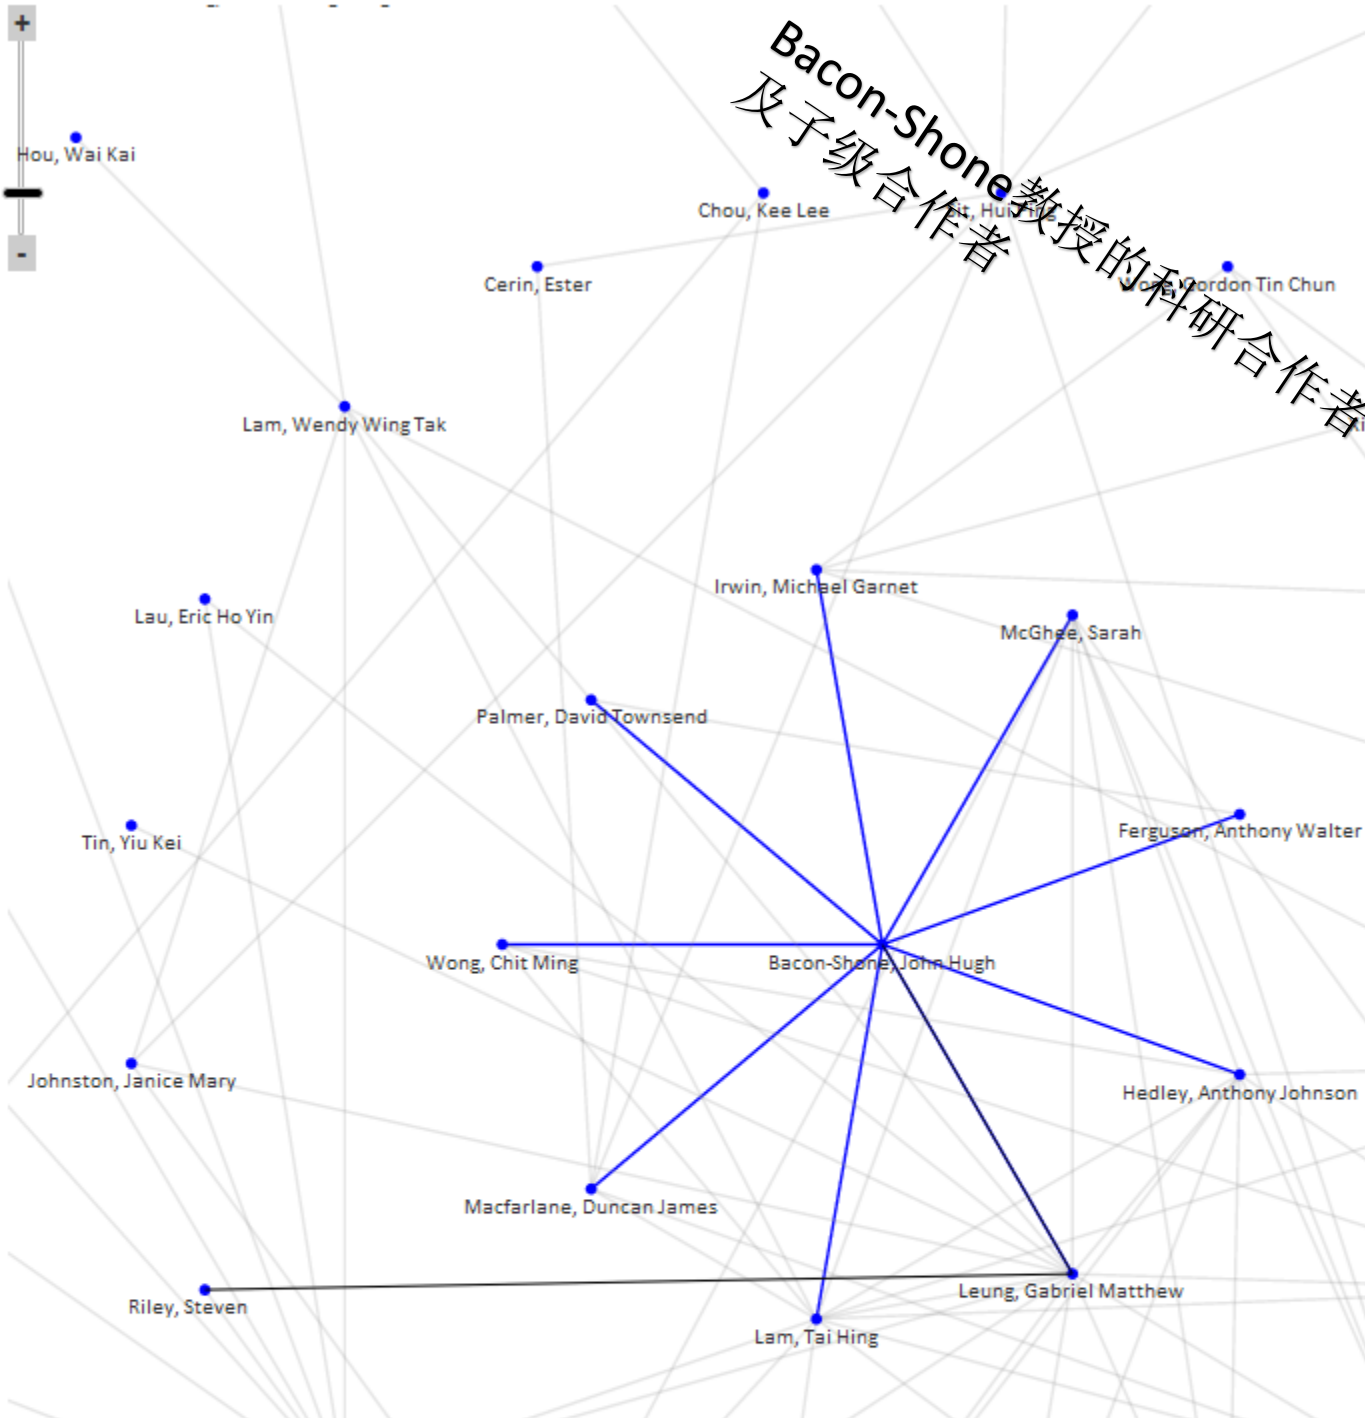 +
-
Bacon-Shone教授的科研合作者
及子级合作者
Hou, Wai Kai
Chou, Kee Lee
Cerin, Ester
Gordon Tin Chun
Lam, Wendy Wing Tak
Irwin, Michael Garnet
Lau, Eric Ho Yin
McGhee, Sarah
Palmer, David Townsend
Tin, Yiu Kei
Ferguson, Anthony Walter
Wong, Chit Ming
Bacon-Shone, John Hugh
Johnston, Janice Mary
Hedley, Anthony Johnson
Macfarlane, Duncan James
Riley, Steven
Leung, Gabriel Matthew
Lam, Tai Hing